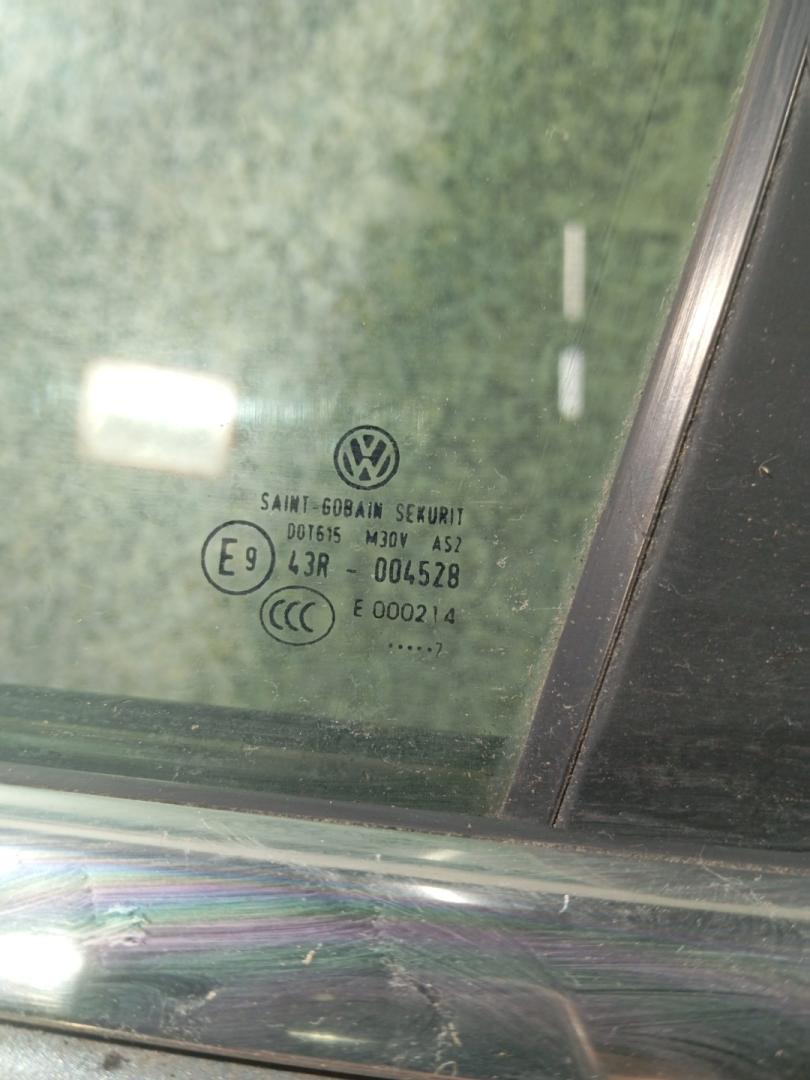 SAINT-GOBAIN SEKURIT
DOT615 M30V AS2
E9 43R - 004528
CCC E 000214
.....7